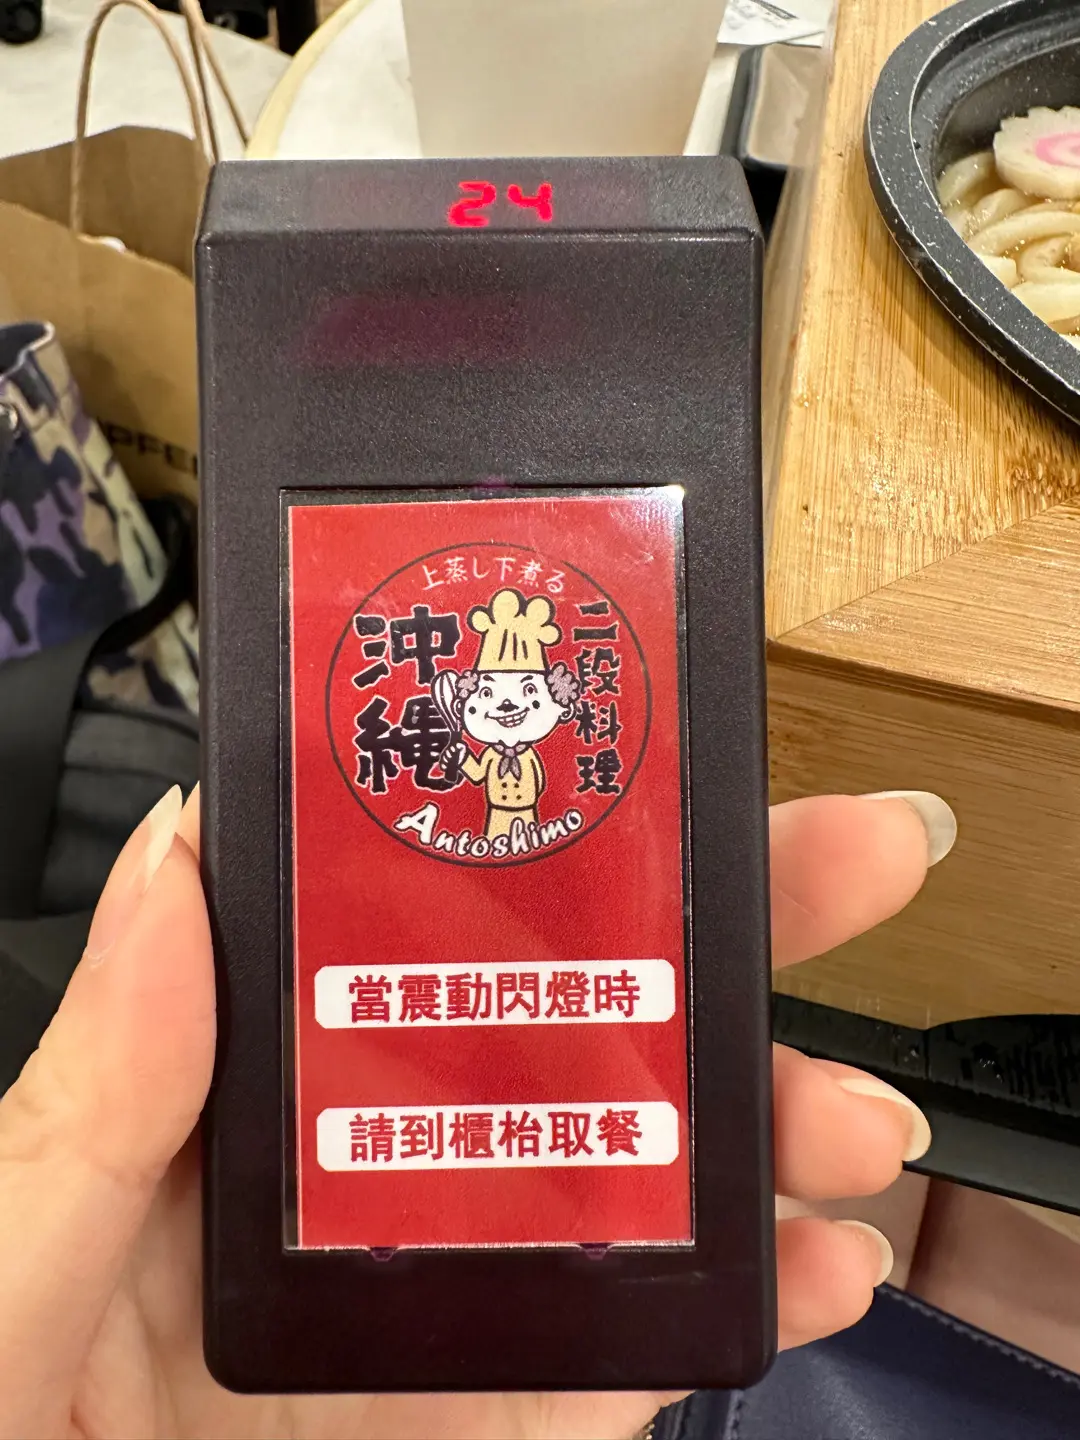 24
上蒸し下煮る
沖縄
二段料理
Antoshimo
當震動閃燈時
請到櫃枱取餐